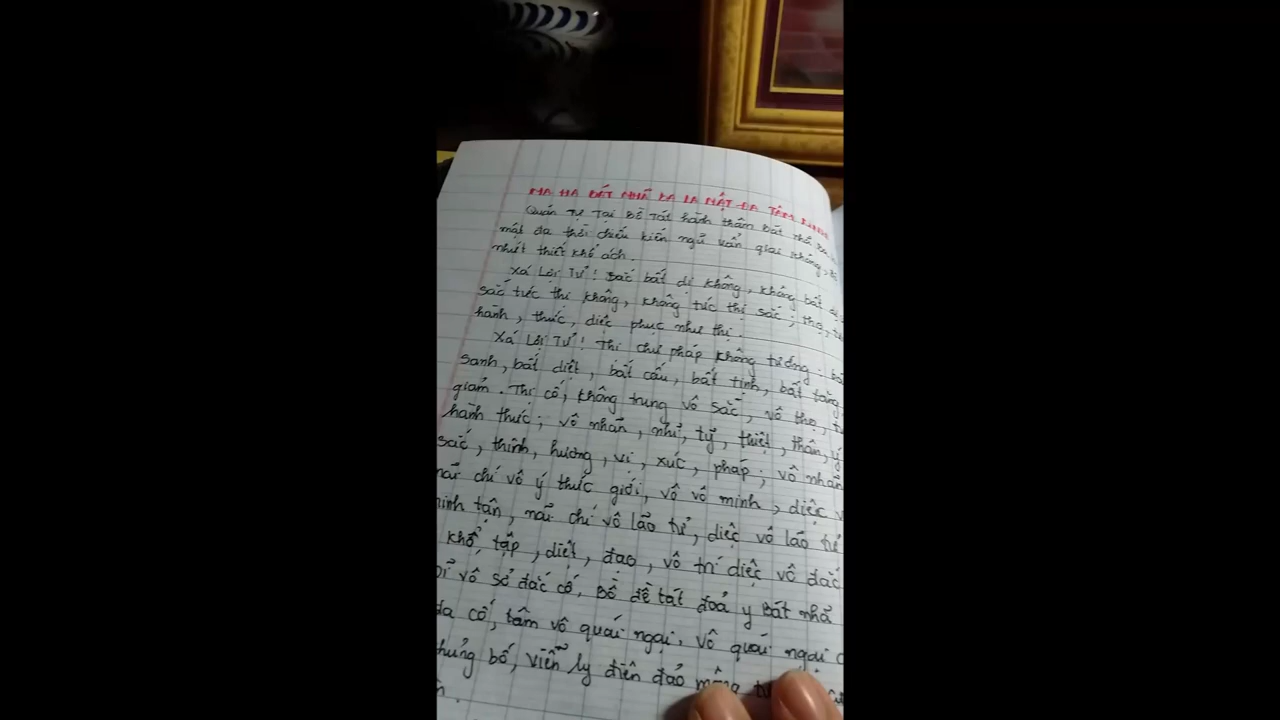 MA HA BÁT NHÃ BA LA MẬT ĐA TÂM KINH
Quán Tự Tại Bồ Tát hành thâm Bát Nhã Ba
mật đa thời chiếu kiến ngũ uẩn giai không, độ
nhứt thiết khổ ách.
Xá Lợi Tử! Sắc bất dị không, không bất dị
sắc tức thị không, không tức thị sắc; thọ,
hành, thức, diệc phục như thị.
Xá Lợi Tử! Thị chư pháp không tướng: bất
sanh, bất diệt, bất cấu, bất tịnh, bất tăng,
giảm. Thị cố, không trung vô sắc, vô thọ,
hành thức; vô nhãn, nhĩ, tỷ, thiệt, thân, ý
sắc, thinh, hương, vị, xúc, pháp; vô nhãn
nãi chí vô ý thức giới, vô vô minh, diệc v
minh tận, nãi chí vô lão tử, diệc vô lão tử
khổ, tập, diệt, đạo, vô trí diệc vô đắc
Dĩ vô sở đắc cố, Bồ đề tát đoả y Bát nhã
đa cố, tâm vô quái ngại, vô quái ngại c
khủng bố, viễn ly điên đảo mộng